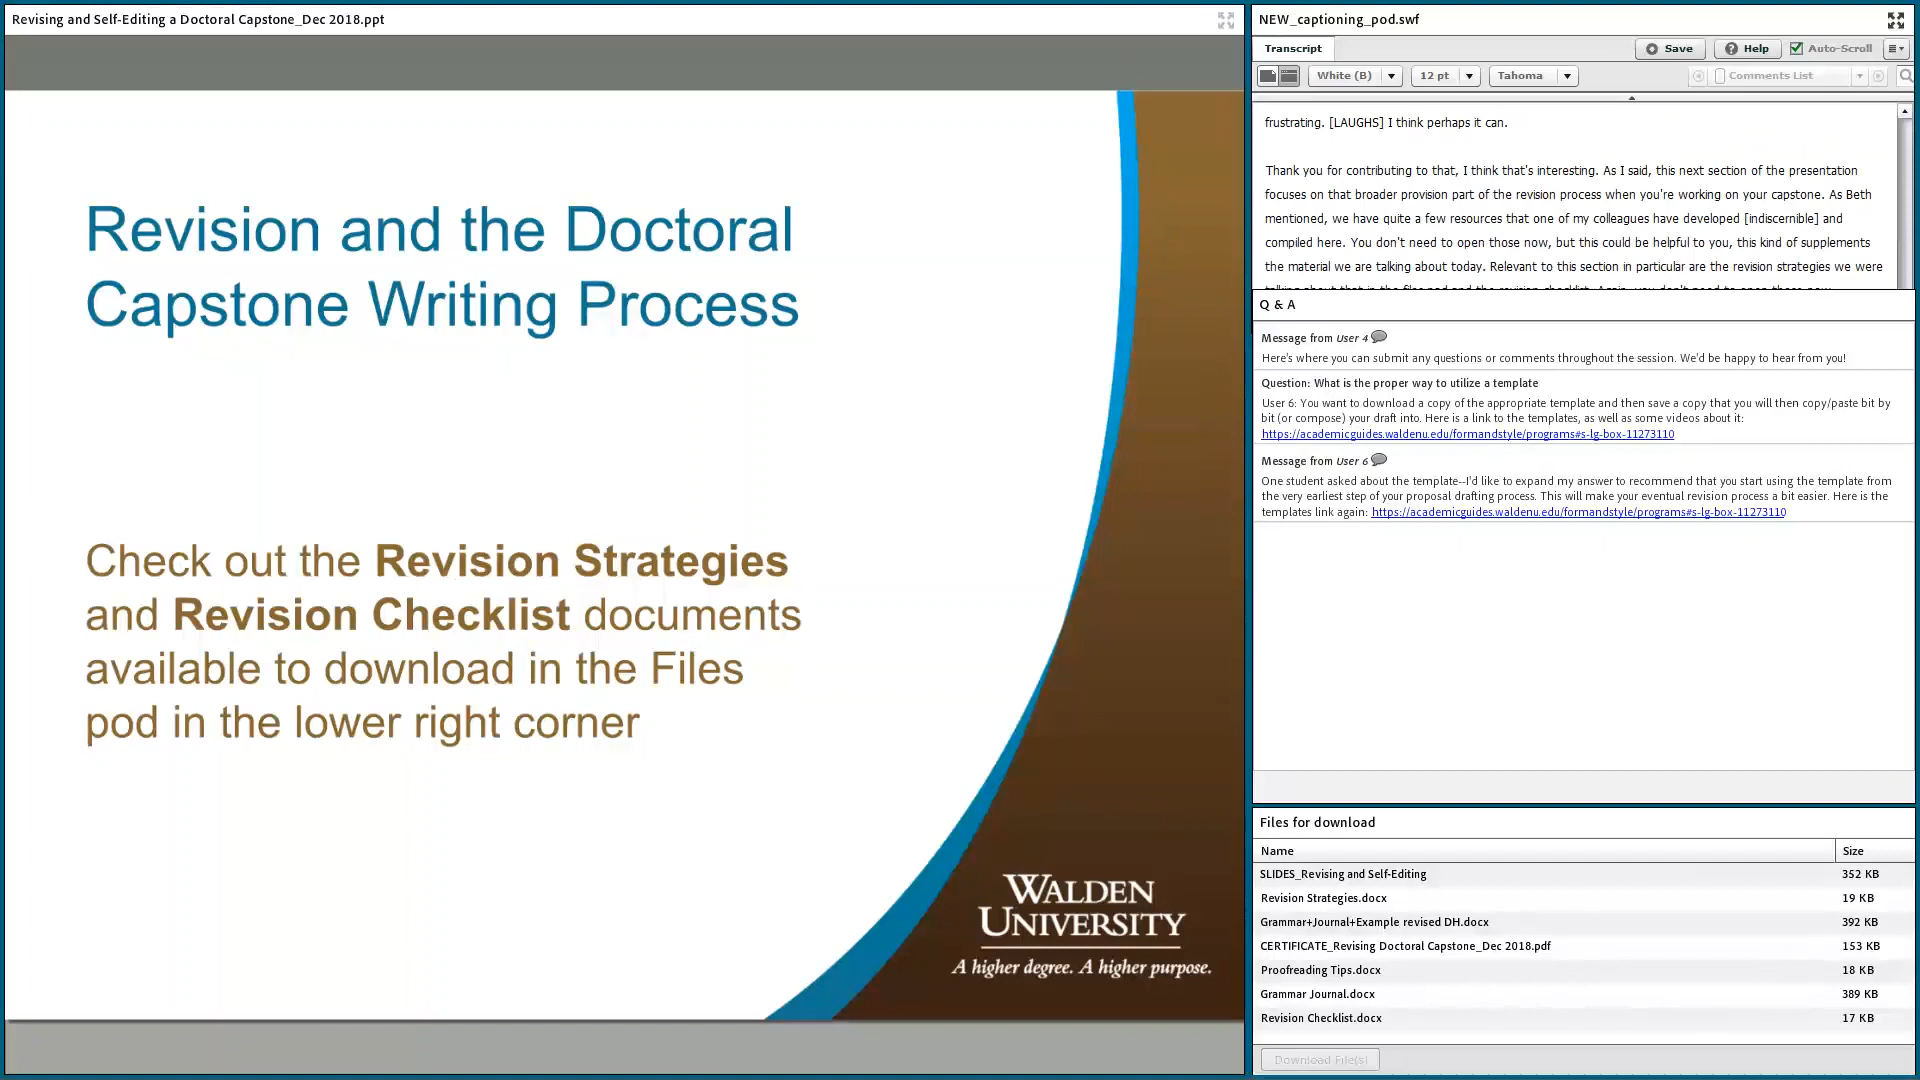 Revising and Self-Editing a Doctoral Capstone_Dec 2018.ppt
Revision and the Doctoral
Capstone Writing Process
Check out the Revision Strategies
and Revision Checklist documents
available to download in the Files
pod in the lower right corner
WALDEN
UNIVERSITY
A higher degree. A higher purpose.
NEW_captioning_pod.swf
Transcript
Save
Help
Auto-Scroll
White (B)
12 pt
Tahoma
Comments List
frustrating. [LAUGHS] I think perhaps it can.
Thank you for contributing to that, I think that's interesting. As I said, this next section of the presentation
focuses on that broader provision part of the revision process when you're working on your capstone. As Beth
mentioned, we have quite a few resources that one of my colleagues have developed [indiscernible] and
compiled here. You don't need to open those now, but this could be helpful to you, this kind of supplements
the material we are talking about today. Relevant to this section in particular are the revision strategies we were
Q & A
Message from User 4
Here's where you can submit any questions or comments throughout the session. We'd be happy to hear from you!
Question: What is the proper way to utilize a template
User 6: You want to download a copy of the appropriate template and then save a copy that you will then copy/paste bit by
bit (or compose) your draft into. Here is a link to the templates, as well as some videos about it:
https://academicguides.waldenu.edu/formandstyle/programs#s-lg-box-11273110
Message from User 6
One student asked about the template--I'd like to expand my answer to recommend that you start using the template from
the very earliest step of your proposal drafting process. This will make your eventual revision process a bit easier. Here is the
templates link again: https://academicguides.waldenu.edu/formandstyle/programs#s-lg-box-11273110
Files for download
Name Size
SLIDES_Revising and Self-Editing 352 KB
Revision Strategies.docx 19 KB
Grammar+Journal+Example revised DH.docx 392 KB
CERTIFICATE_Revising Doctoral Capstone_Dec 2018.pdf 153 KB
Proofreading Tips.docx 18 KB
Grammar Journal.docx 389 KB
Revision Checklist.docx 17 KB
Download File(s)